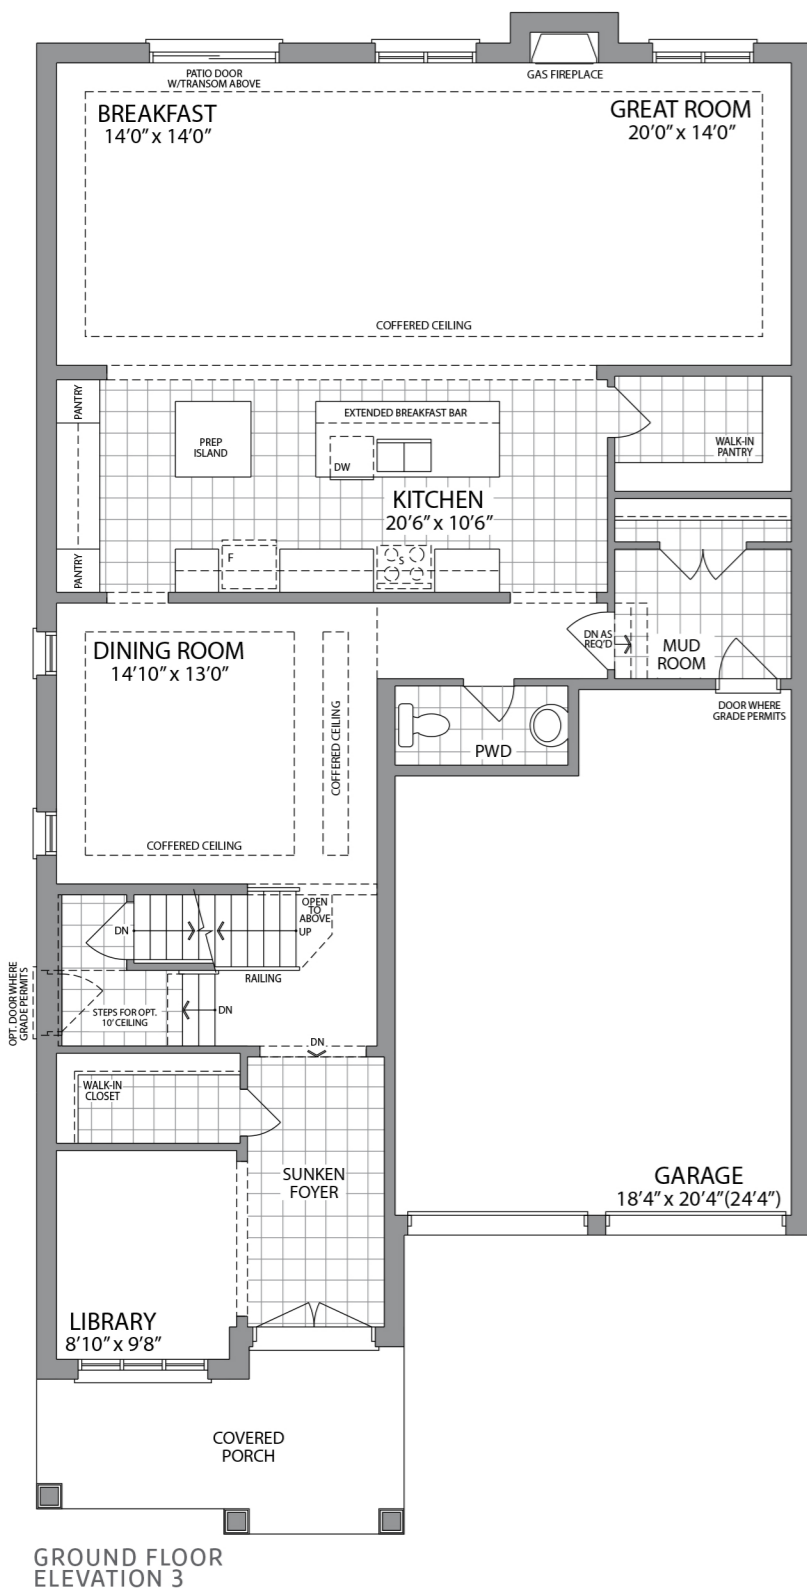 PATIO DOOR
W/TRANSOM ABOVE
GAS FIREPLACE
BREAKFAST
14'0" x 14'0"
GREAT ROOM
20'0" x 14'0"
COFFERED CEILING
PANTRY
PREP
ISLAND
EXTENDED BREAKFAST BAR
DW
WALK-IN
PANTRY
KITCHEN
20'6" x 10'6"
PANTRY
F
S
DINING ROOM
14'10" x 13'0"
DN AS
REQ'D
MUD
ROOM
COFFERED CEILING
DOOR WHERE
GRADE PERMITS
PWD
COFFERED CEILING
OPEN
TO
ABOVE
DN
UP
RAILING
OPT. DOOR WHERE
GRADE PERMITS
STEPS FOR OPT.
10' CEILING
DN
DN
WALK-IN
CLOSET
SUNKEN
FOYER
GARAGE
18'4" x 20'4"(24'4")
LIBRARY
8'10" x 9'8"
COVERED
PORCH
GROUND FLOOR
ELEVATION 3